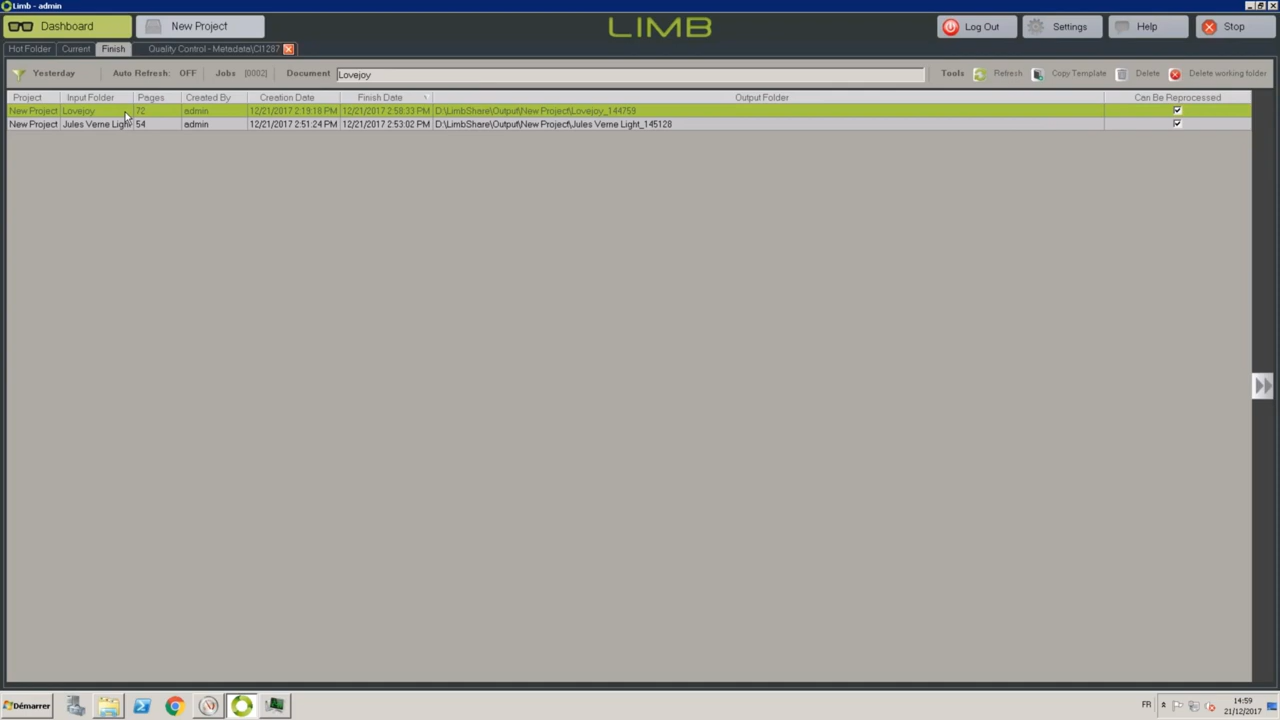 Limb - admin
Dashboard New Project LIMB Log Out Settings Help Stop
Hot Folder Current Finish Quality Control - Metadata\CI1287
Yesterday Auto Refresh: OFF Jobs [0002] Document Lovejoy Tools Refresh Copy Template Delete Delete working folder
Project Input Folder Pages Created By Creation Date Finish Date Output Folder Can Be Reprocessed
New Project Lovejoy 72 admin 12/21/2017 2:19:18 PM 12/21/2017 2:58:33 PM D:\LimbShare\Output\New Project\Lovejoy_144759
New Project Jules Verne Light 54 admin 12/21/2017 2:51:24 PM 12/21/2017 2:53:02 PM D:\LimbShare\Output\New Project\Jules Verne Light_145128
Démarrer FR 14:59
21/12/2017